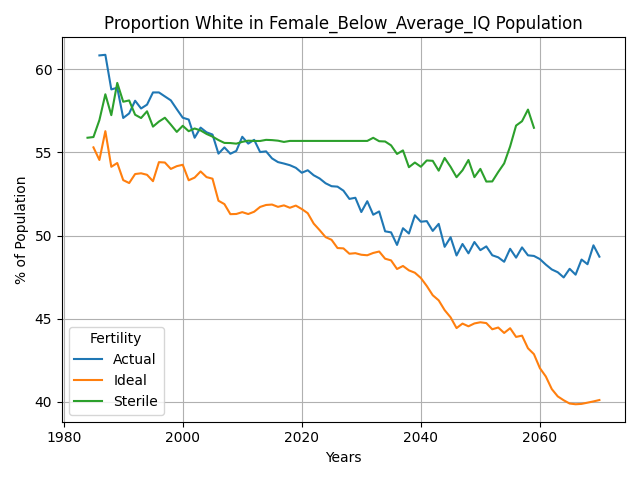 Proportion White in Female_Below_Average_IQ Population
% of Population
60
55
50
45
40
Fertility
Actual
Ideal
Sterile
1980
2000
2020
2040
2060
Years